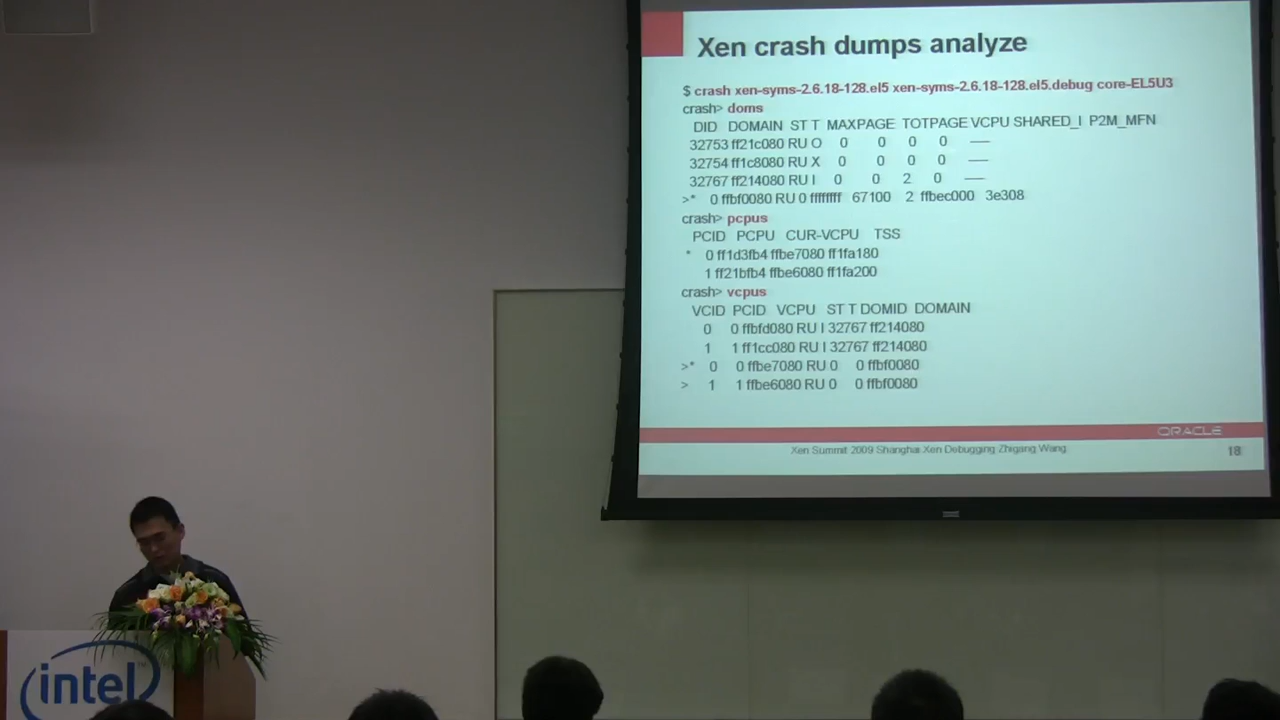 Xen crash dumps analyze
$ crash xen-syms-2.6.18-128.el5 xen-syms-2.6.18-128.el5.debug core-EL5U3
crash> doms
DID DOMAIN ST T MAXPAGE TOTPAGE VCPU SHARED_I P2M_MFN
32753 ff21c080 RU O 0 0 0 0 ----
32754 ff1c8080 RU X 0 0 0 0 ----
32767 ff214080 RU I 0 0 2 0 ----
>* 0 ffbf0080 RU 0 ffffffff 67100 2 ffbec000 3e308
crash> pcpus
PCID PCPU CUR-VCPU TSS
* 0 ff1d3fb4 ffbe7080 ff1fa180
1 ff21bfb4 ffbe6080 ff1fa200
crash> vcpus
VCID PCID VCPU ST T DOMID DOMAIN
0 0 ffbfd080 RU I 32767 ff214080
1 1 ff1cc080 RU I 32767 ff214080
>* 0 0 ffbe7080 RU 0 0 ffbf0080
> 1 1 ffbe6080 RU 0 0 ffbf0080
ORACLE
Xen Summit 2009 Shanghai Xen Debugging Zhigang Wang
18
intel